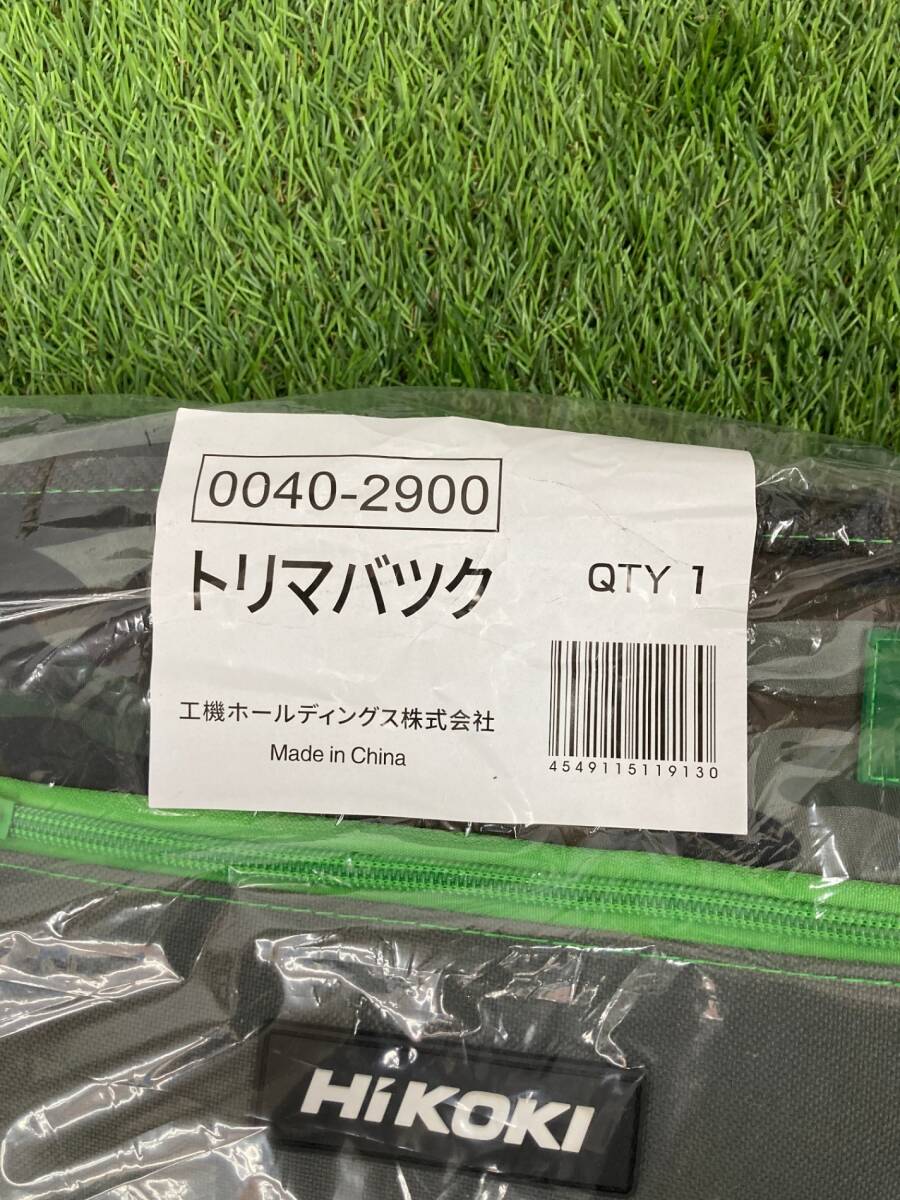 0040-2900
トリマバツク
QTY 1
工機ホールディングス株式会社
Made in China
4549115119130
HiKOKI